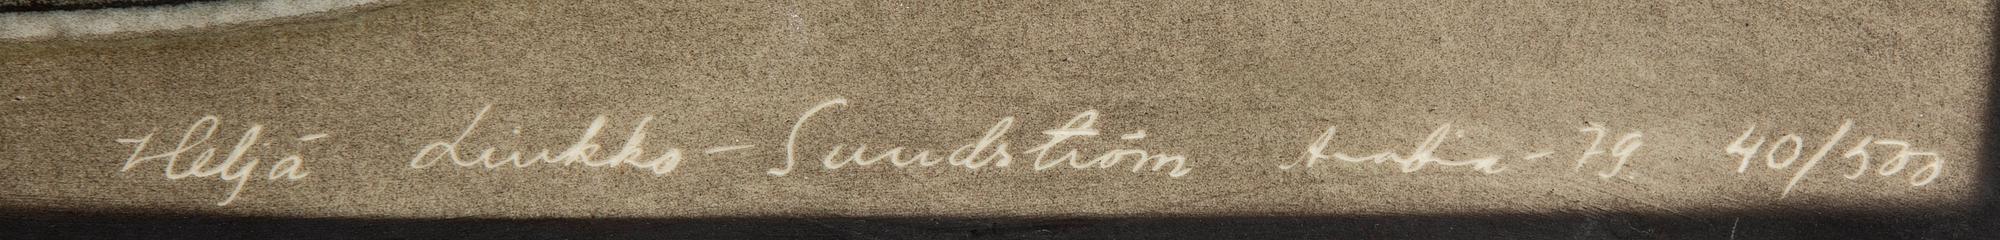 Heljä Liukko-Sundström Arabia-79. 40/500